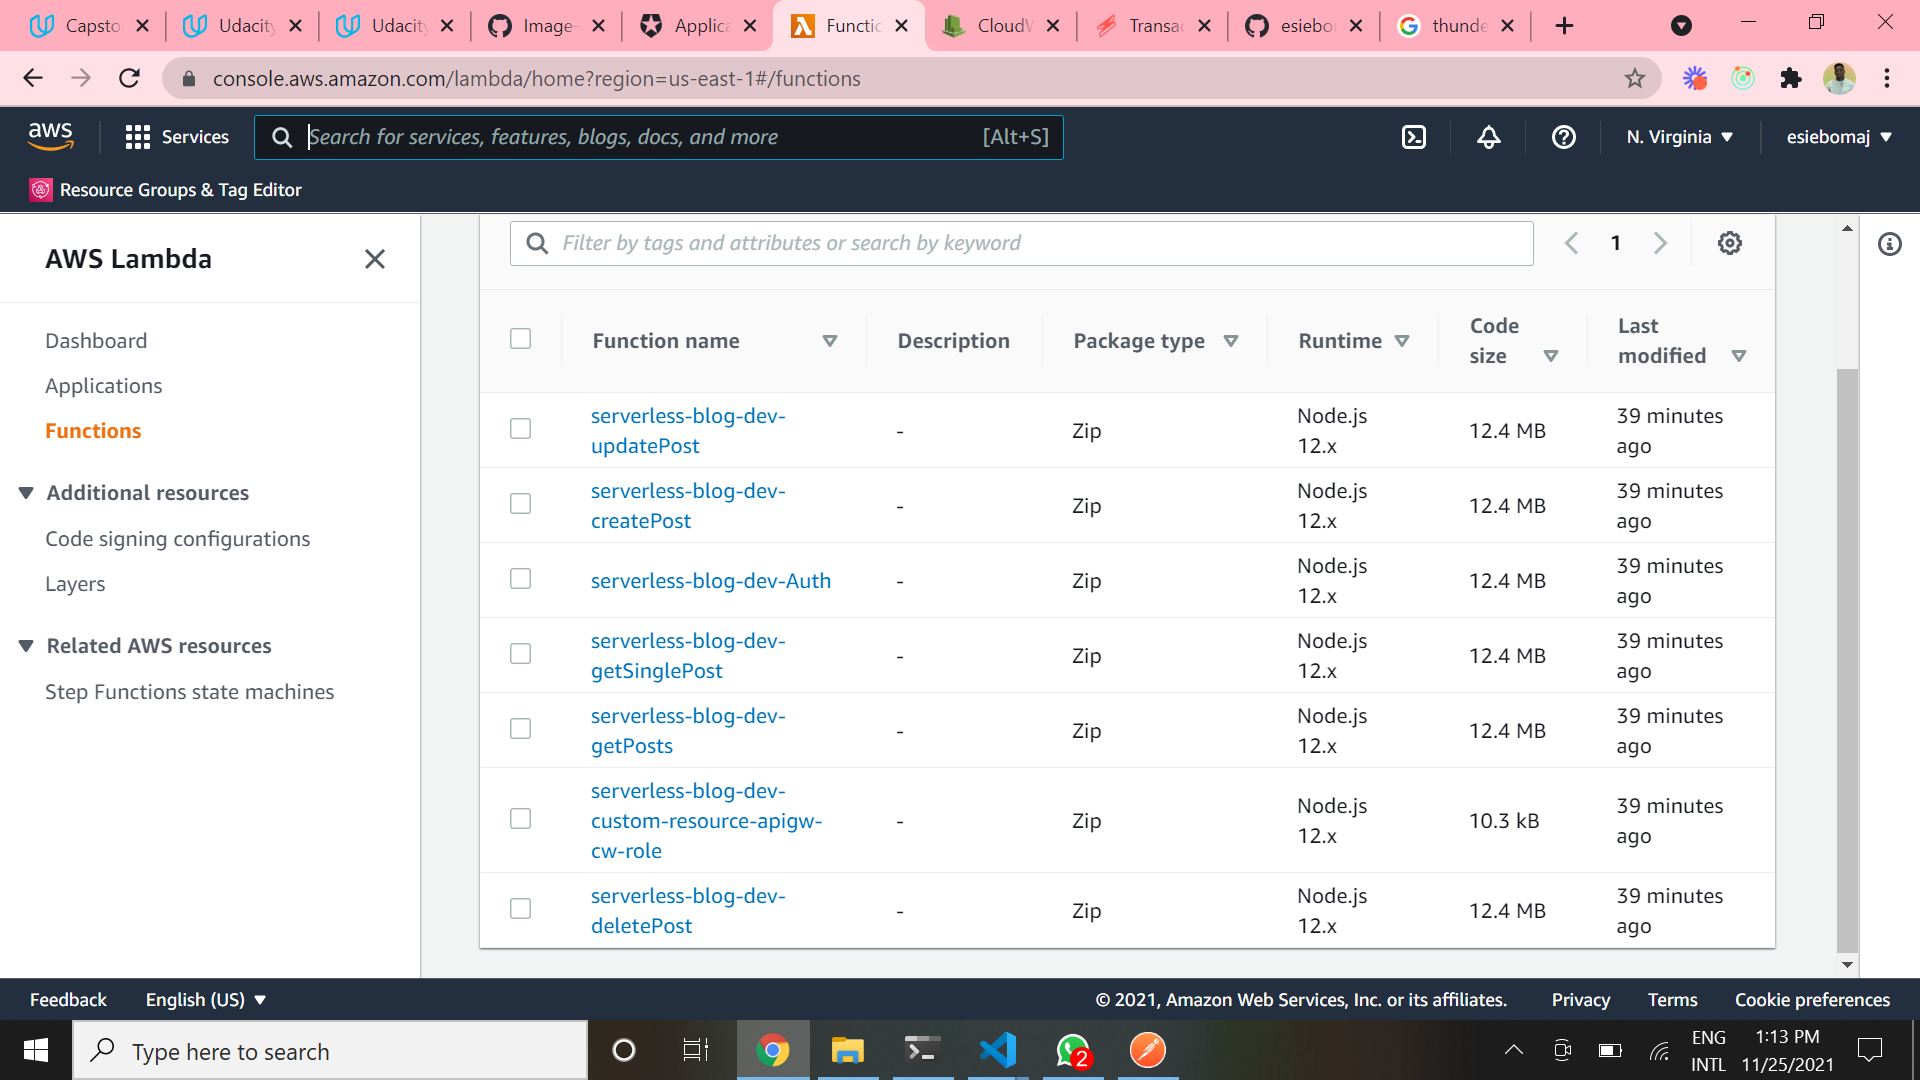 Capsto
Udacity
Udacity
Image-
Applica
Functio
CloudW
Transac
esiebo
thunde
console.aws.amazon.com/lambda/home?region=us-east-1#/functions
aws
Services
Search for services, features, blogs, docs, and more
[Alt+S]
N. Virginia
esiebomaj
Resource Groups & Tag Editor
AWS Lambda
Dashboard
Applications
Functions
Additional resources
Code signing configurations
Layers
Related AWS resources
Step Functions state machines
Filter by tags and attributes or search by keyword
1
Function name
Description
Package type
Runtime
Code
size
Last
modified
serverless-blog-dev-
updatePost
-
Zip
Node.js
12.x
12.4 MB
39 minutes
ago
serverless-blog-dev-
createPost
-
Zip
Node.js
12.x
12.4 MB
39 minutes
ago
serverless-blog-dev-Auth
-
Zip
Node.js
12.x
12.4 MB
39 minutes
ago
serverless-blog-dev-
getSinglePost
-
Zip
Node.js
12.x
12.4 MB
39 minutes
ago
serverless-blog-dev-
getPosts
-
Zip
Node.js
12.x
12.4 MB
39 minutes
ago
serverless-blog-dev-
custom-resource-apigw-
cw-role
-
Zip
Node.js
12.x
10.3 kB
39 minutes
ago
serverless-blog-dev-
deletePost
-
Zip
Node.js
12.x
12.4 MB
39 minutes
ago
Feedback
English (US)
© 2021, Amazon Web Services, Inc. or its affiliates.
Privacy
Terms
Cookie preferences
Type here to search
2
ENG
INTL
1:13 PM
11/25/2021